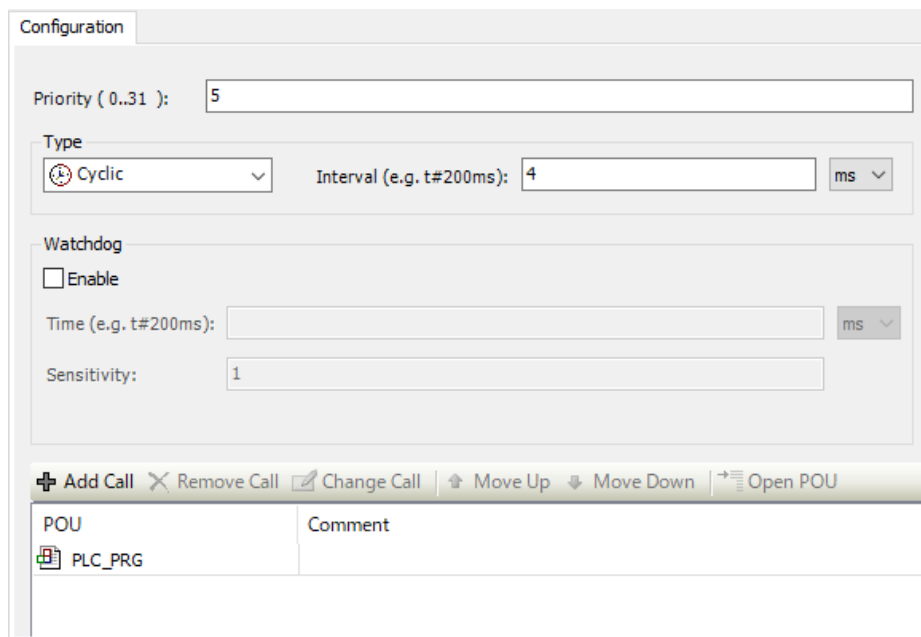 Configuration
Priority ( 0..31 ): 5
Type
Cyclic Interval (e.g. t#200ms): 4 ms
Watchdog
Enable
Time (e.g. t#200ms): ms
Sensitivity: 1
Add Call Remove Call Change Call Move Up Move Down Open POU
POU Comment
PLC_PRG